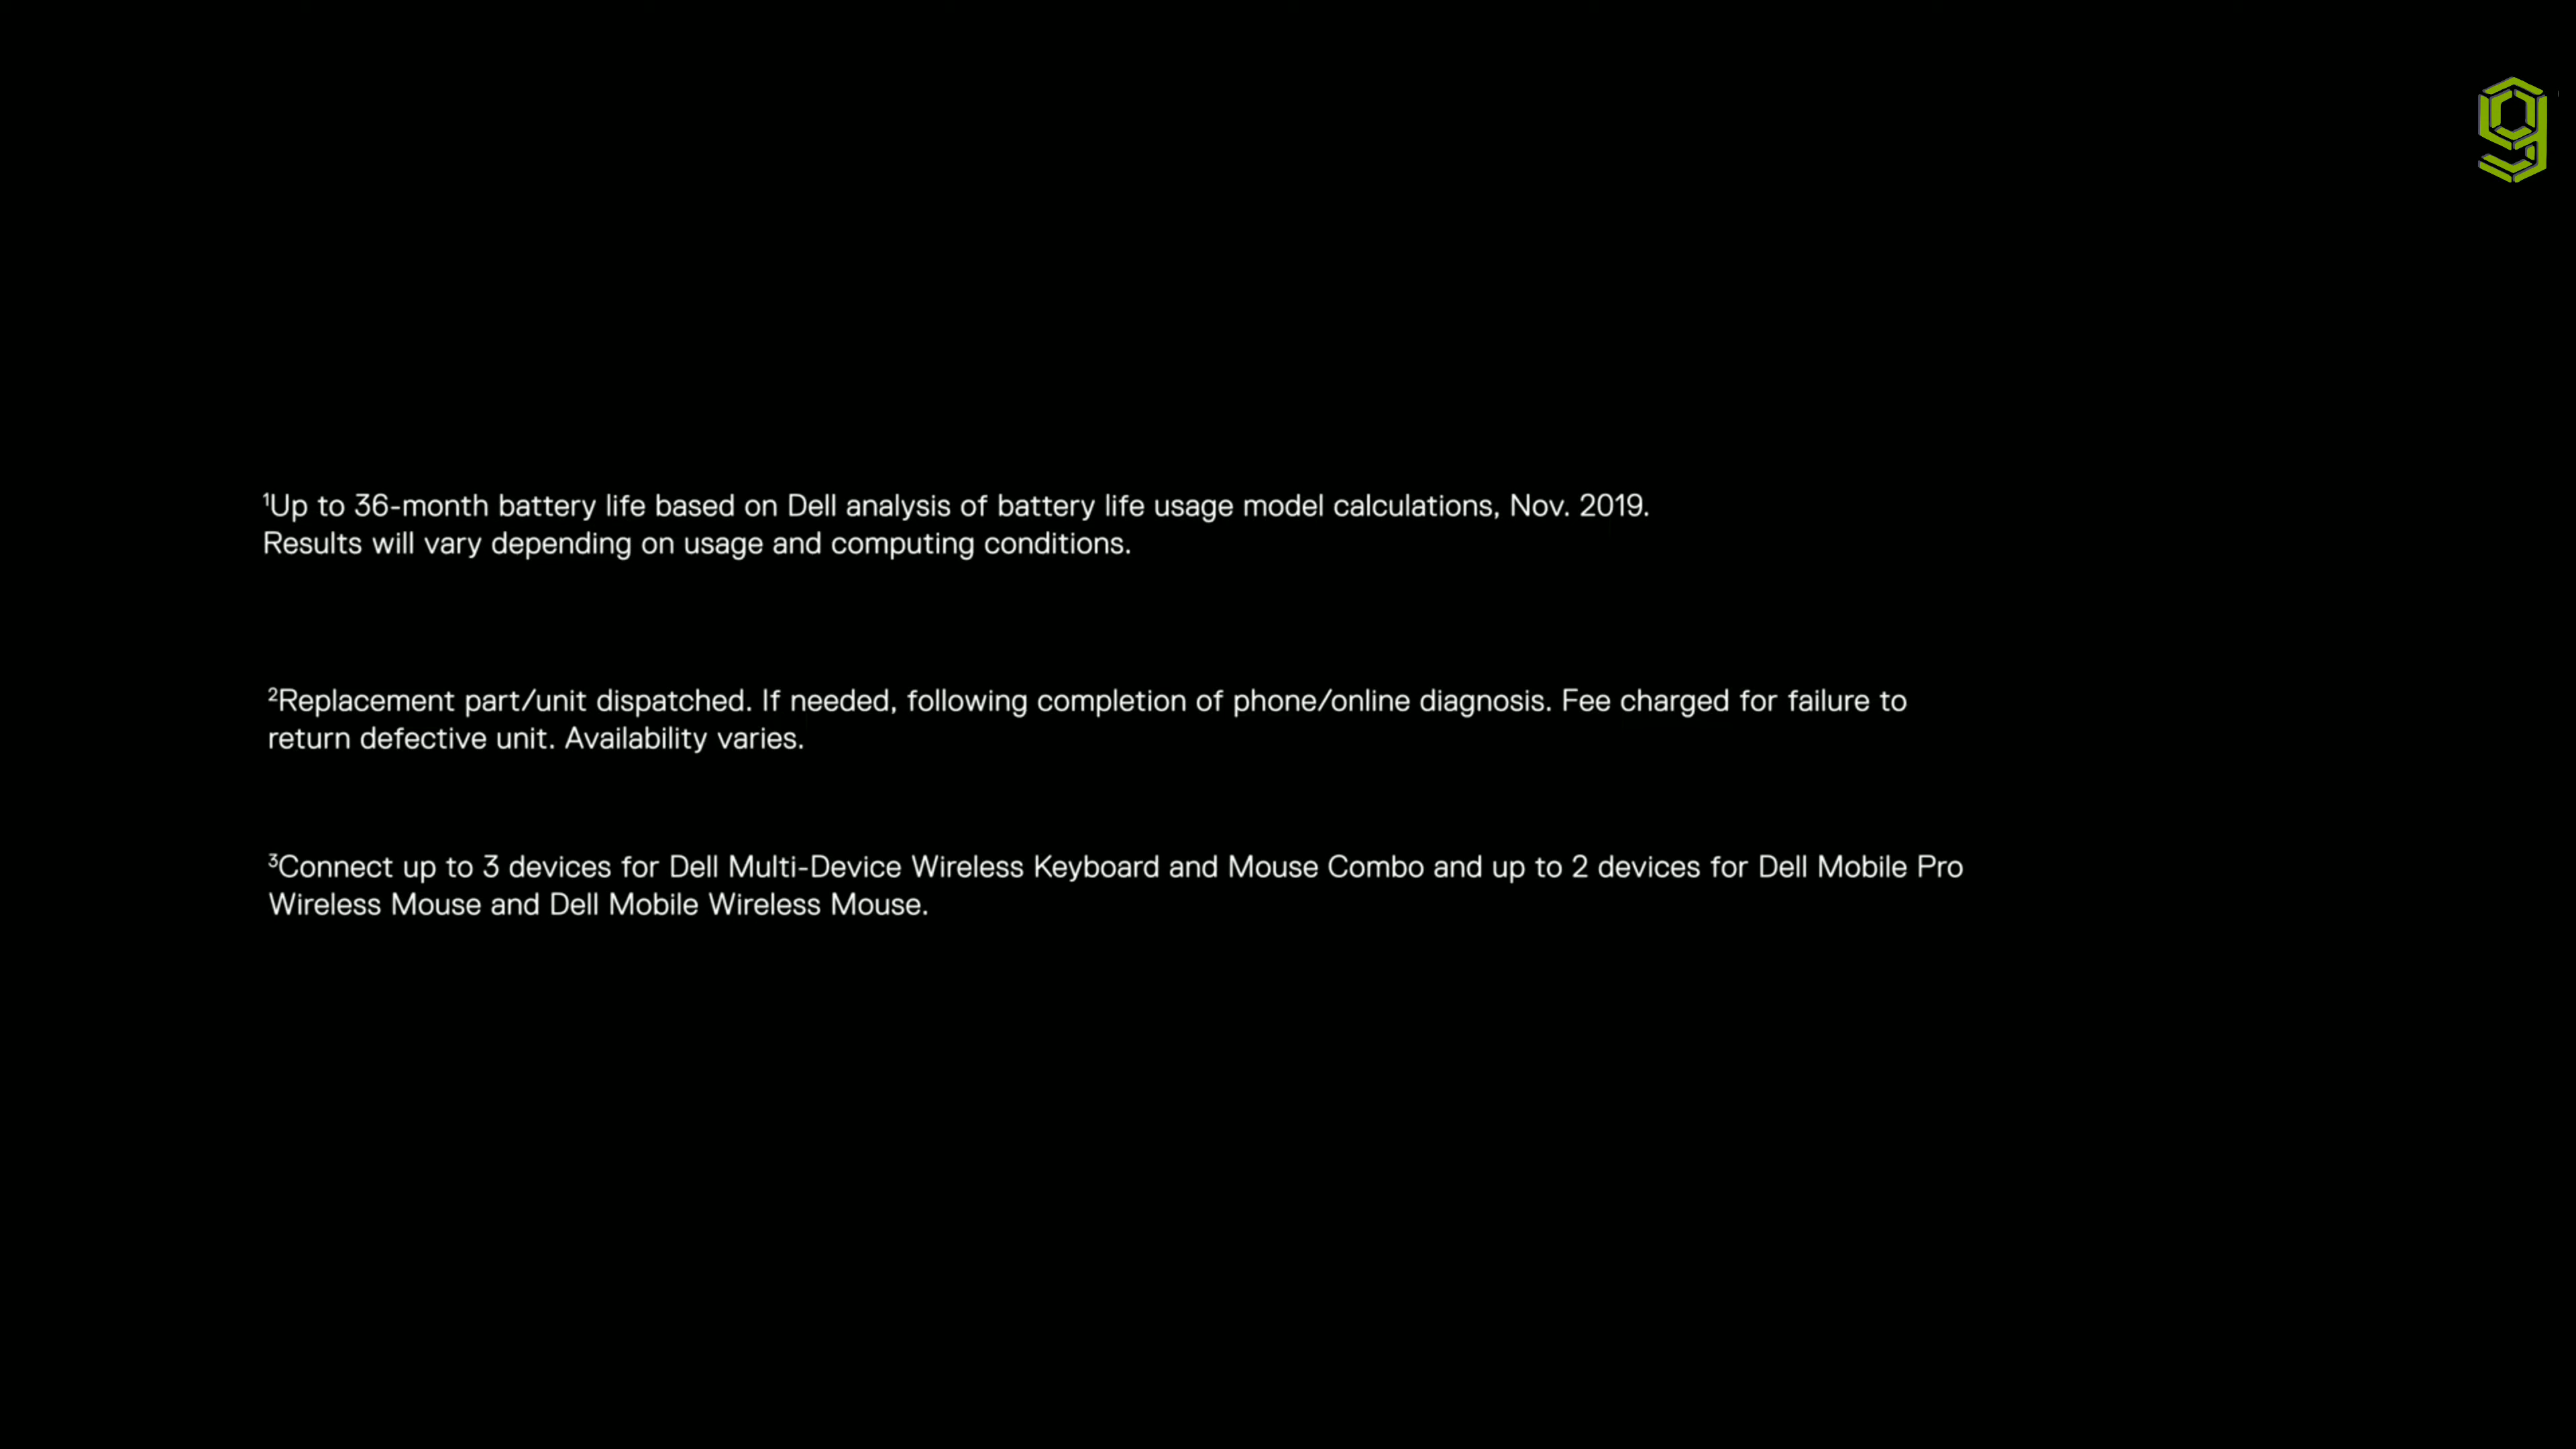 ¹Up to 36-month battery life based on Dell analysis of battery life usage model calculations, Nov. 2019.
Results will vary depending on usage and computing conditions.
²Replacement part/unit dispatched. If needed, following completion of phone/online diagnosis. Fee charged for failure to
return defective unit. Availability varies.
³Connect up to 3 devices for Dell Multi-Device Wireless Keyboard and Mouse Combo and up to 2 devices for Dell Mobile Pro
Wireless Mouse and Dell Mobile Wireless Mouse.